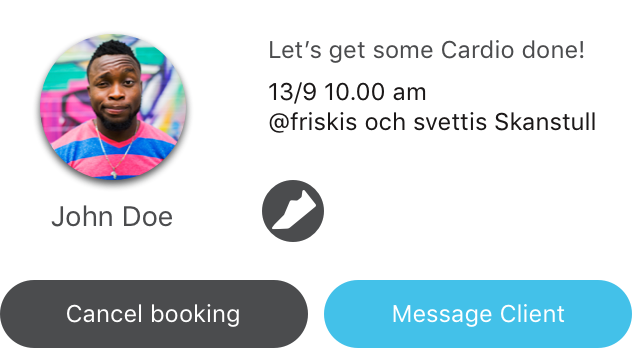 Let’s get some Cardio done!
13/9 10.00 am
@friskis och svettis Skanstull
John Doe
Cancel booking
Message Client